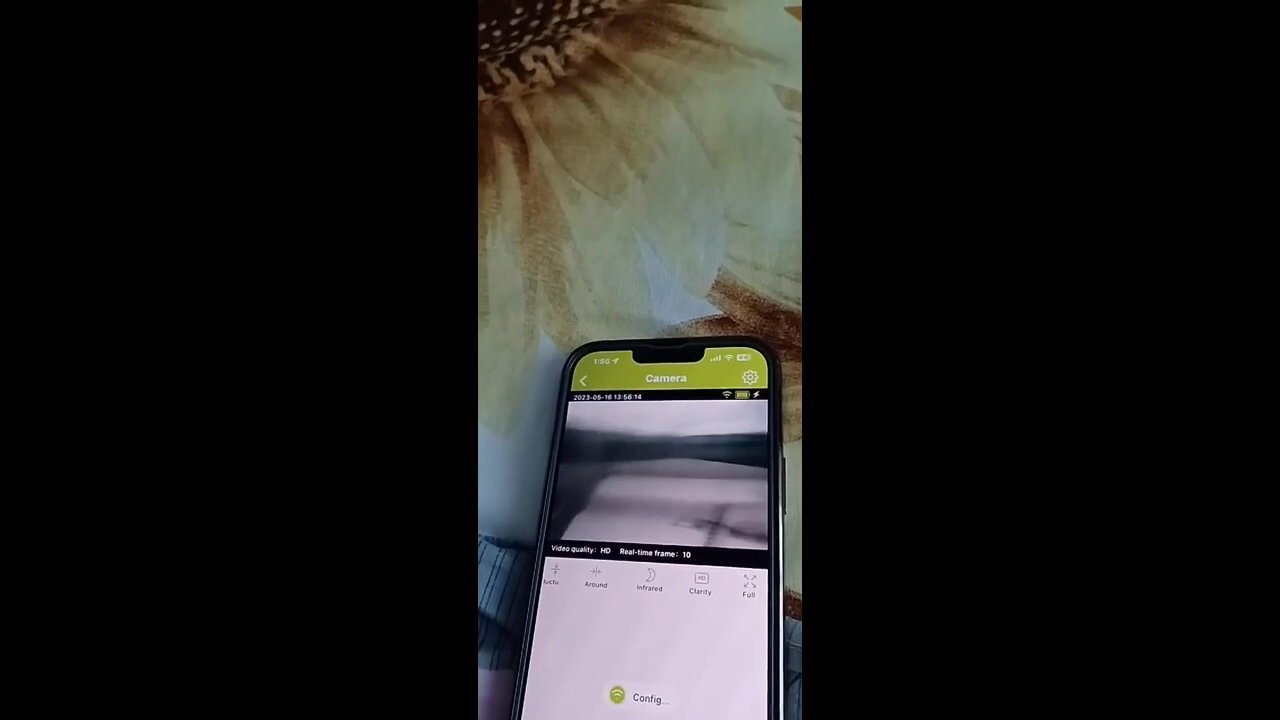 1:56
Camera
2023-05-16 13:56:14
Video quality: HD Real-time frame: 10
Around
Infrared
HD
Clarity
Full
Config...